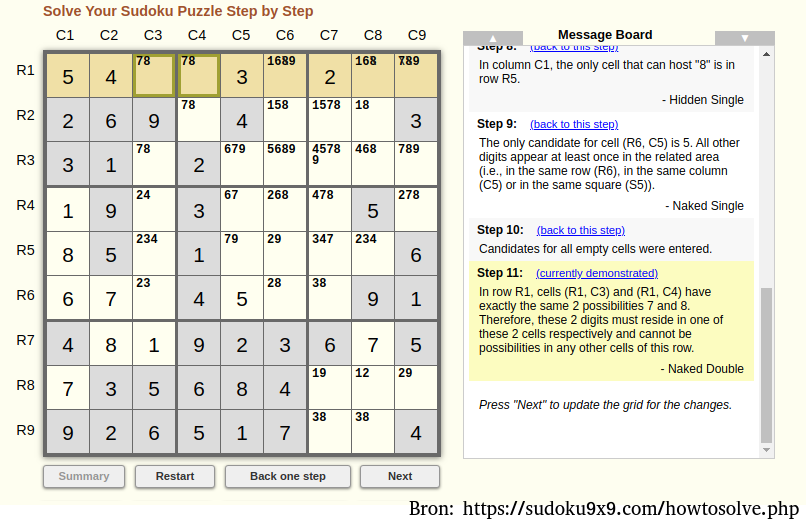 Solve Your Sudoku Puzzle Step by Step
C1 C2 C3 C4 C5 C6 C7 C8 C9
R1 5 4 78 78 3 1689 2 168 789
R2 2 6 9 78 4 158 1578 18 3
R3 3 1 78 2 679 5689 45789 468 789
R4 1 9 24 3 67 268 478 5 278
R5 8 5 234 1 79 29 347 234 6
R6 6 7 23 4 5 28 38 9 1
R7 4 8 1 9 2 3 6 7 5
R8 7 3 5 6 8 4 19 12 29
R9 9 2 6 5 1 7 38 38 4
Summary Restart Back one step Next
Message Board
Step 8: (back to this step)
In column C1, the only cell that can host "8" is in
row R5.
- Hidden Single
Step 9: (back to this step)
The only candidate for cell (R6, C5) is 5. All other
digits appear at least once in the related area
(i.e., in the same row (R6), in the same column
(C5) or in the same square (S5)).
- Naked Single
Step 10: (back to this step)
Candidates for all empty cells were entered.
Step 11: (currently demonstrated)
In row R1, cells (R1, C3) and (R1, C4) have
exactly the same 2 possibilities 7 and 8.
Therefore, these 2 digits must reside in one of
these 2 cells respectively and cannot be
possibilities in any other cells of this row.
- Naked Double
Press "Next" to update the grid for the changes.
Bron: https://sudoku9x9.com/howtosolve.php